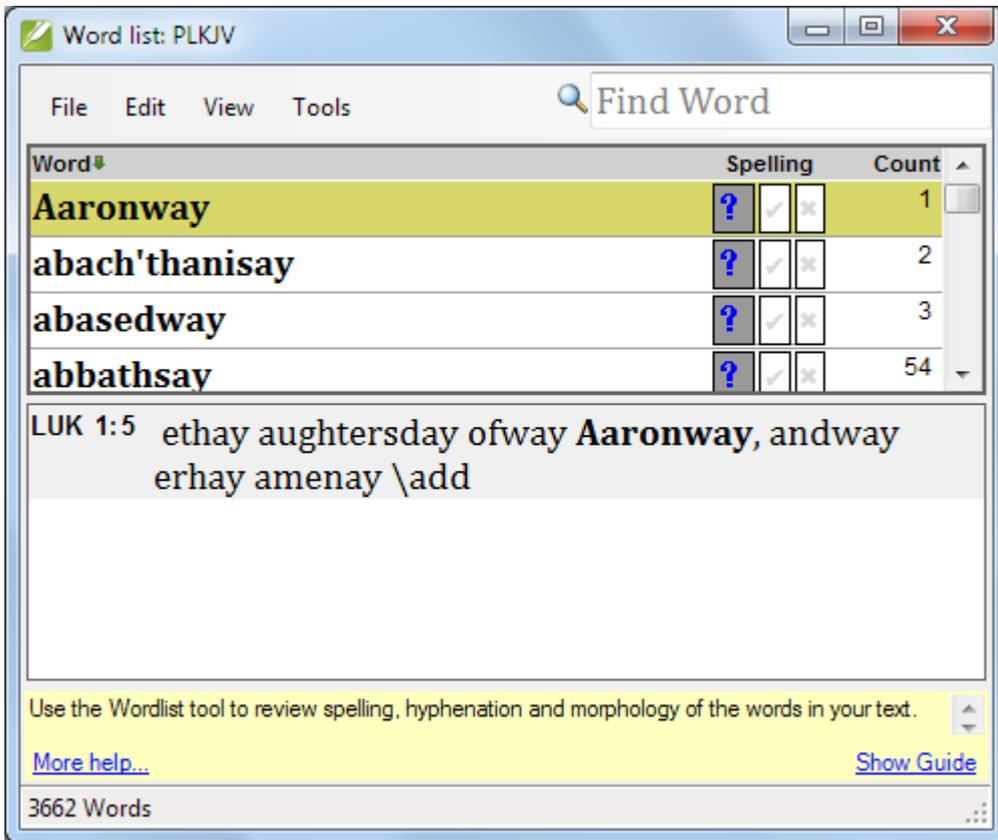 Word list: PLKJV
File Edit View Tools Find Word
Word Spelling Count
Aaronway ? 1
abach'thanisay ? 2
abasedway ? 3
abbathsay ? 54
LUK 1:5 ethay aughtersday ofway Aaronway, andway
erhay amenay \add
Use the Wordlist tool to review spelling, hyphenation and morphology of the words in your text.
More help... Show Guide
3662 Words